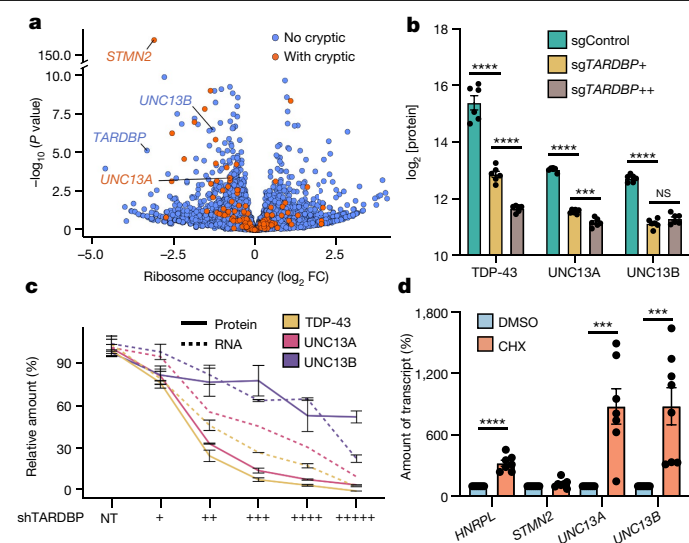 a
150.0
10.0
7.5
5.0
2.5
0
–log10 (P value)
STMN2
UNC13B
TARDBP
UNC13A
No cryptic
With cryptic
–5.0
–2.5
0
2.5
Ribosome occupancy (log2 FC)
b
18
16
14
12
10
log2 [protein]
sgControl
sgTARDBP+
sgTARDBP++
****
****
****
***
****
NS
TDP-43
UNC13A
UNC13B
c
90
60
30
0
Relative amount (%)
Protein
RNA
TDP-43
UNC13A
UNC13B
shTARDBP
NT
+
++
+++
++++
+++++
d
1,800
1,200
600
0
Amount of transcript (%)
DMSO
CHX
****
***
***
HNRPL
STMN2
UNC13A
UNC13B